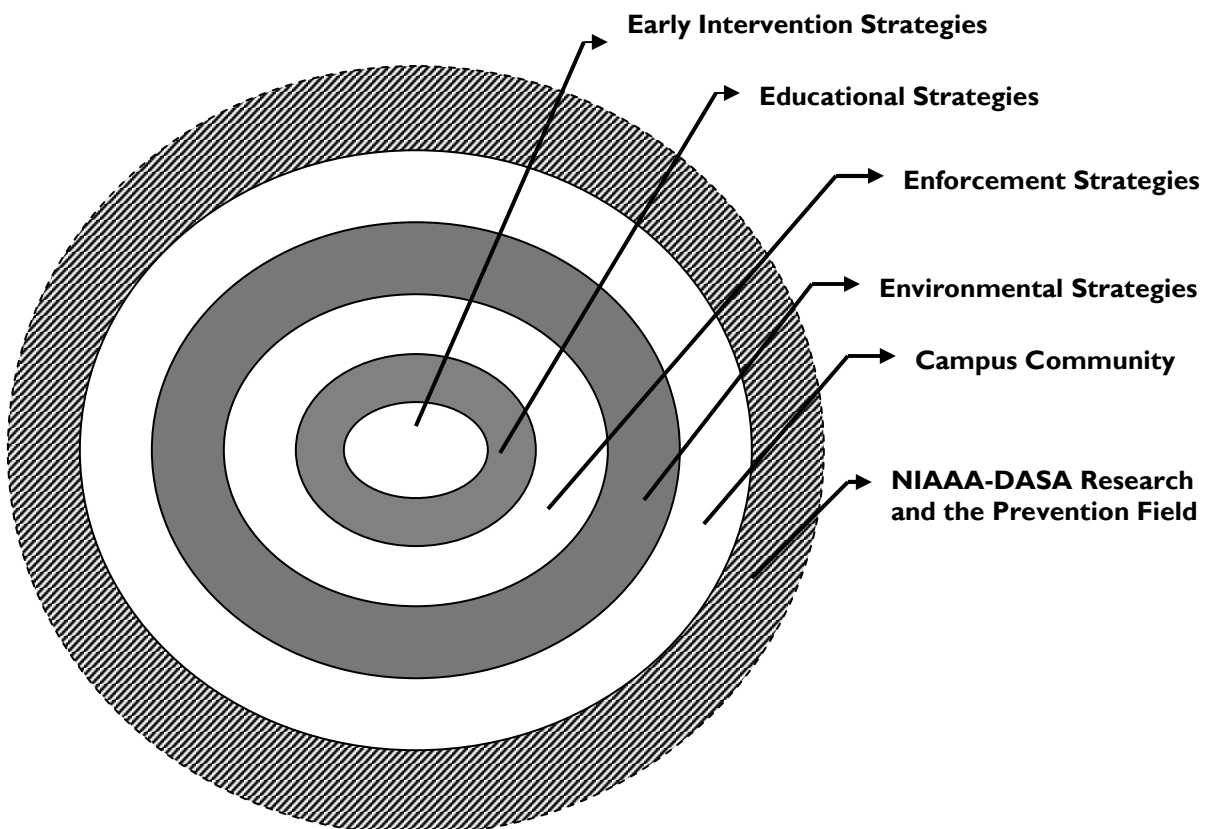 Early Intervention Strategies
Educational Strategies
Enforcement Strategies
Environmental Strategies
Campus Community
NIAAA-DASA Research
and the Prevention Field